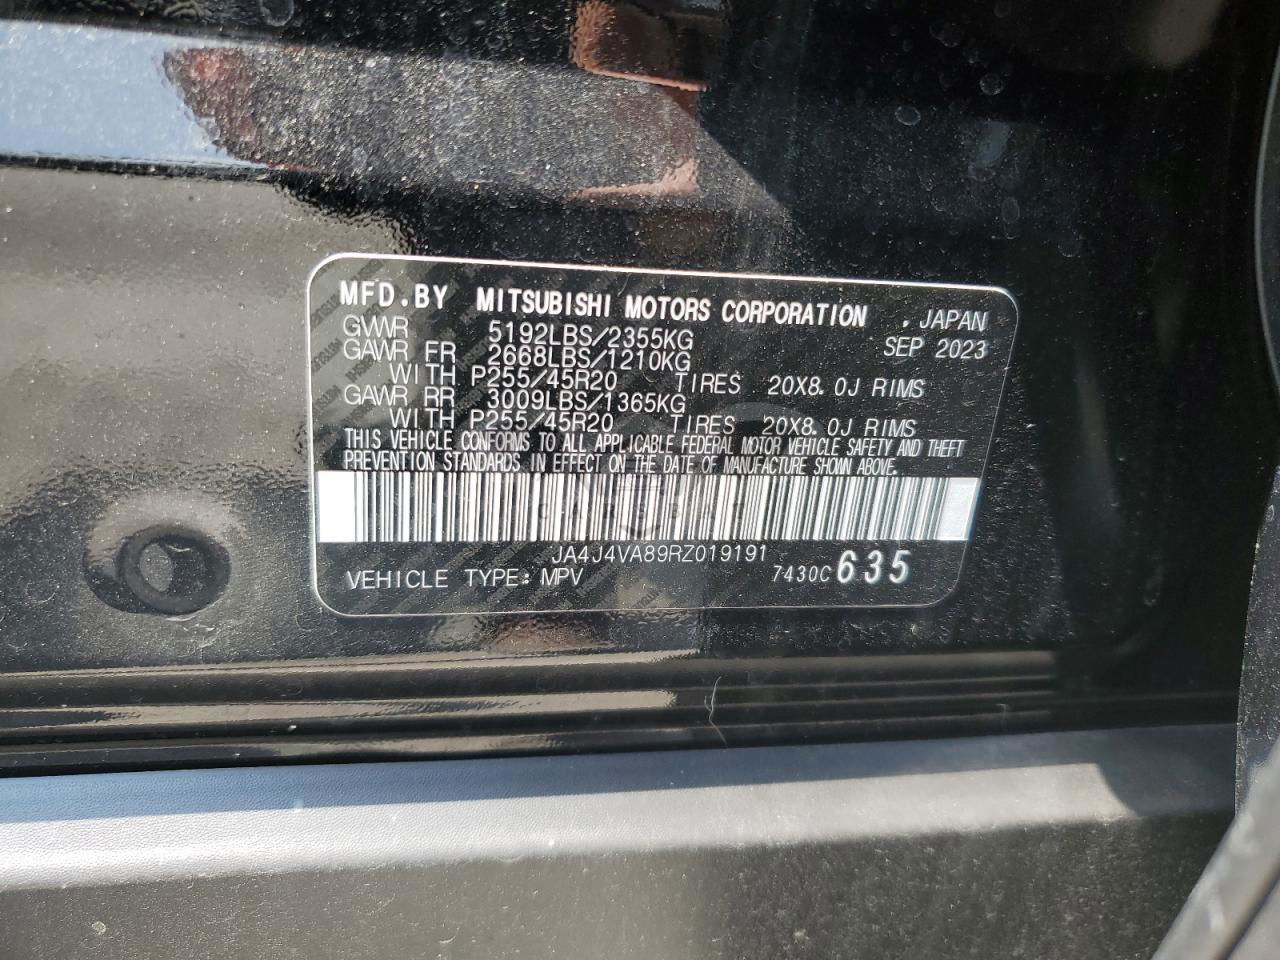 MFD.BY MITSUBISHI MOTORS CORPORATION . JAPAN
GVWR 5192LBS/2355KG SEP 2023
GAWR FR 2668LBS/1210KG
WITH P255/45R20 TIRES 20X8.0J RIMS
GAWR RR 3009LBS/1365KG
WITH P255/45R20 TIRES 20X8.0J RIMS
THIS VEHICLE CONFORMS TO ALL APPLICABLE FEDERAL MOTOR VEHICLE SAFETY AND THEFT
PREVENTION STANDARDS IN EFFECT ON THE DATE OF MANUFACTURE SHOWN ABOVE.
JA4J4VA89RZ019191
VEHICLE TYPE: MPV 7430C 635